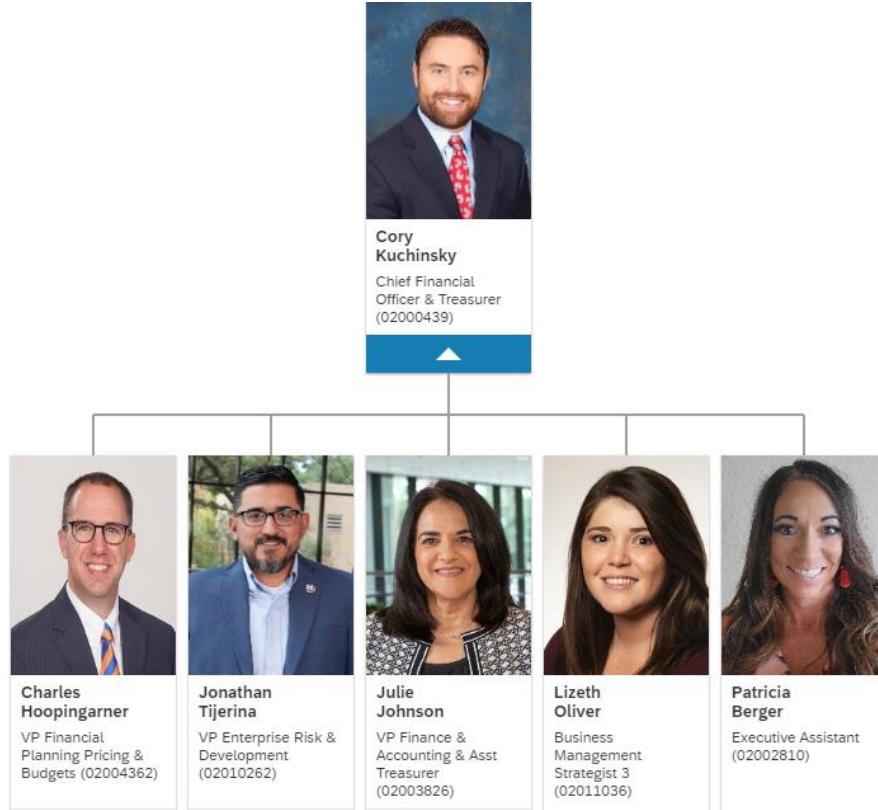 Cory
Kuchinsky
Chief Financial
Officer & Treasurer
(02000439)
Charles
Hoopingarner
VP Financial
Planning Pricing &
Budgets (02004362)
Jonathan
Tijerina
VP Enterprise Risk &
Development
(02010262)
Julie
Johnson
VP Finance &
Accounting & Asst
Treasurer
(02003826)
Lizeth
Oliver
Business
Management
Strategist 3
(02011036)
Patricia
Berger
Executive Assistant
(02002810)